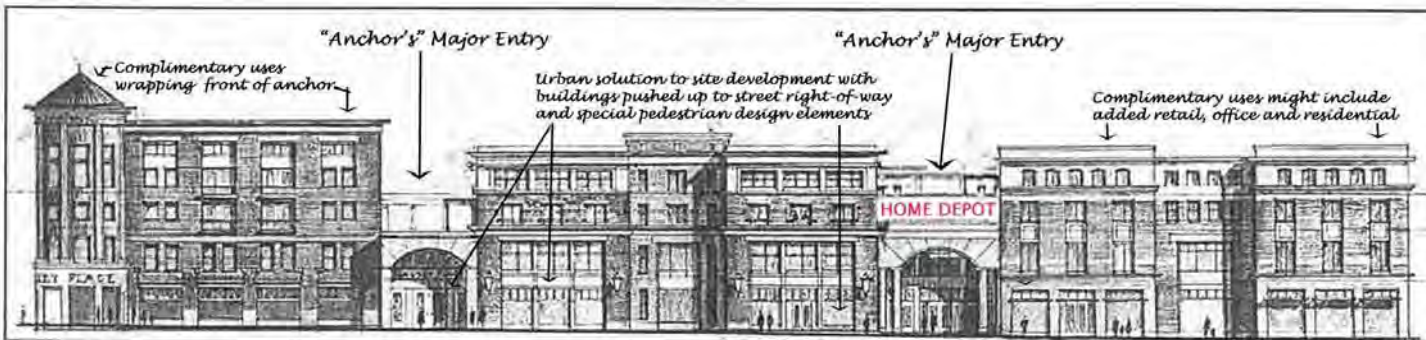 "Anchor's" Major Entry
"Anchor's" Major Entry
Complimentary uses
wrapping front of anchor
Urban solution to site development with
buildings pushed up to street right-of-way
and special pedestrian design elements
Complimentary uses might include
added retail, office and residential
HOME DEPOT
PLACE